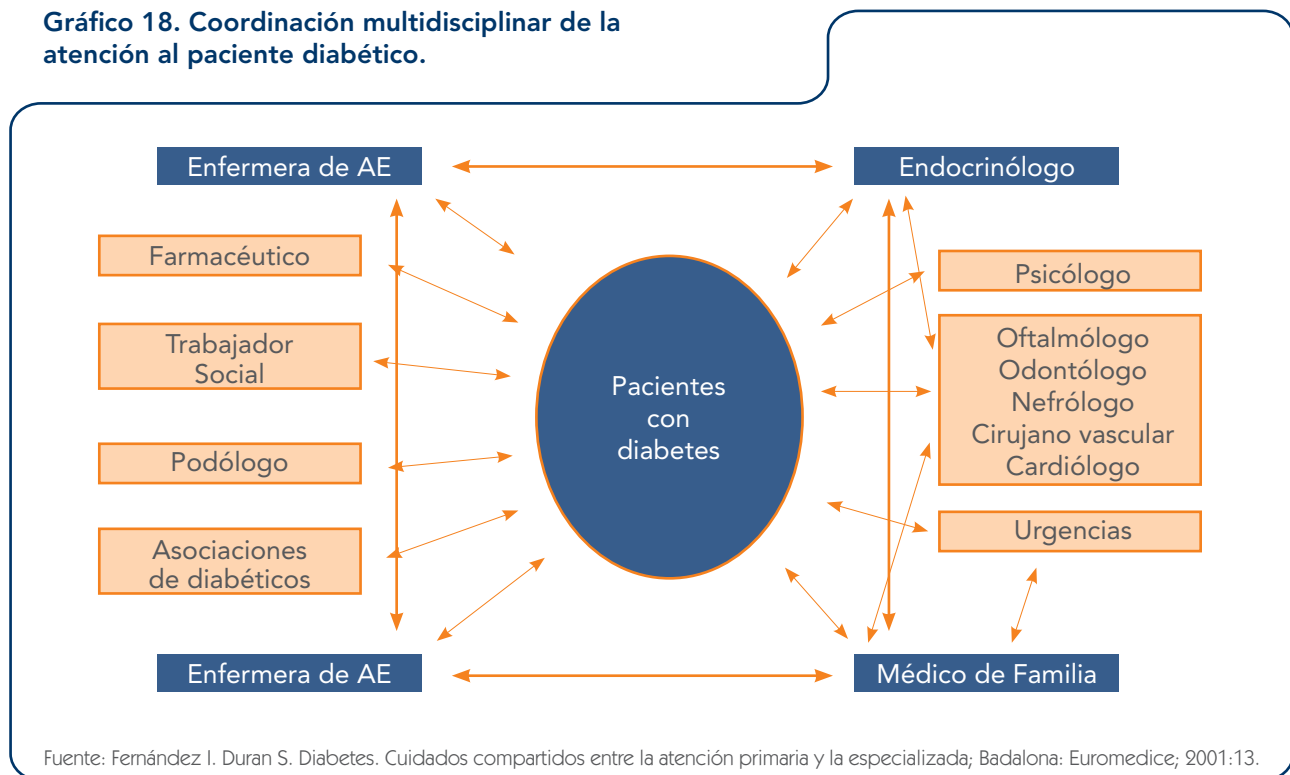 Gráfico 18. Coordinación multidisciplinar de la
atención al paciente diabético.
Enfermera de AE
Endocrinólogo
Farmacéutico
Trabajador
Social
Podólogo
Asociaciones
de diabéticos
Pacientes
con
diabetes
Psicólogo
Oftalmólogo
Odontólogo
Nefrólogo
Cirujano vascular
Cardiólogo
Urgencias
Enfermera de AE
Médico de Familia
Fuente: Fernández I. Duran S. Diabetes. Cuidados compartidos entre la atención primaria y la especializada; Badalona: Euromedice; 2001:13.